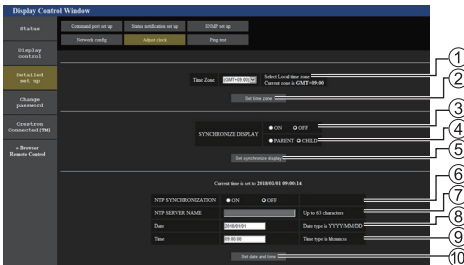 Display Control Window
Status
Command port set up
Status notification set up
SNMP set up
Network config
Adjust clock
Ping test
Display control
Detailed set up
Change password
Crestron Connected(TM)
» Browser Remote Control
Time Zone
(GMT+09:00)
Select Local time zone
Current zone is GMT+09:00
Set time zone
SYNCHRONIZE DISPLAY
ON OFF
PARENT CHILD
Set synchronize display
Current time is set to 2018/01/01 09:00:14
NTP SYNCHRONIZATION
ON OFF
NTP SERVER NAME
Up to 63 characters
Date
2018/01/01
Date type is YYYY/MM/DD
Time
09:00:00
Time type is hh:mm:ss
Set date and time
1
2
3
4
5
6
7
8
9
10